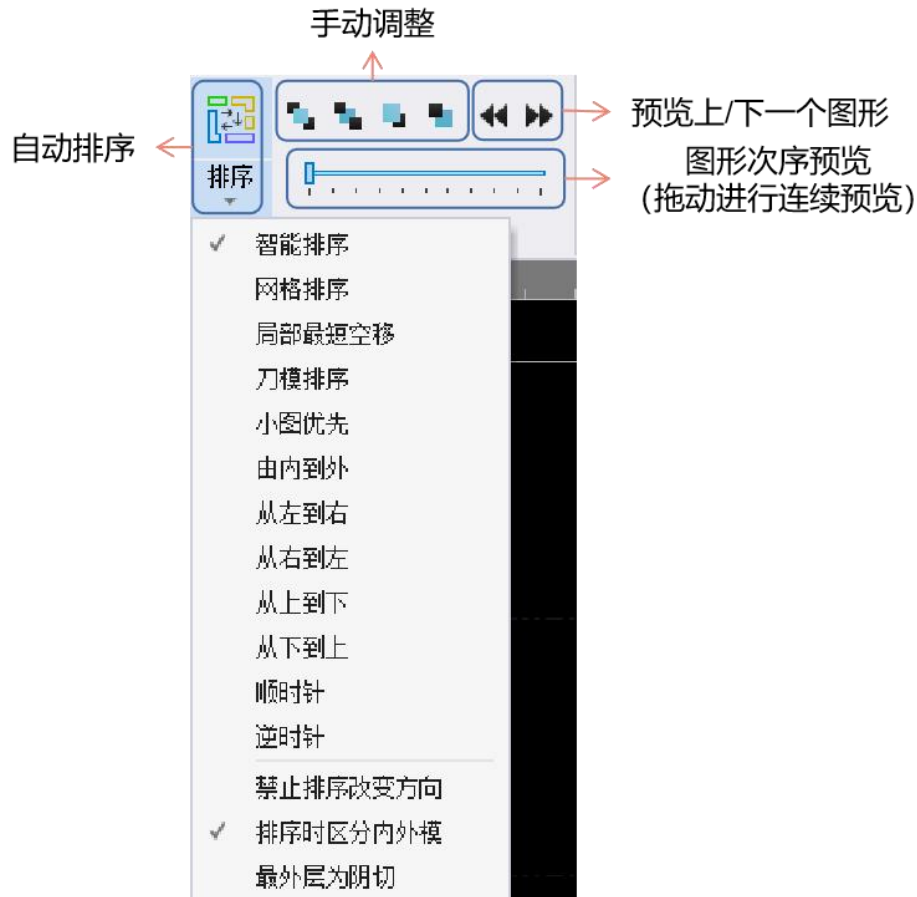 手动调整
自动排序
排序
预览上/下一个图形
图形次序预览
(拖动进行连续预览)
智能排序
网格排序
局部最短空移
刀模排序
小图优先
由内到外
从左到右
从右到左
从上到下
从下到上
顺时针
逆时针
禁止排序改变方向
排序时区分内外模
最外层为阴切